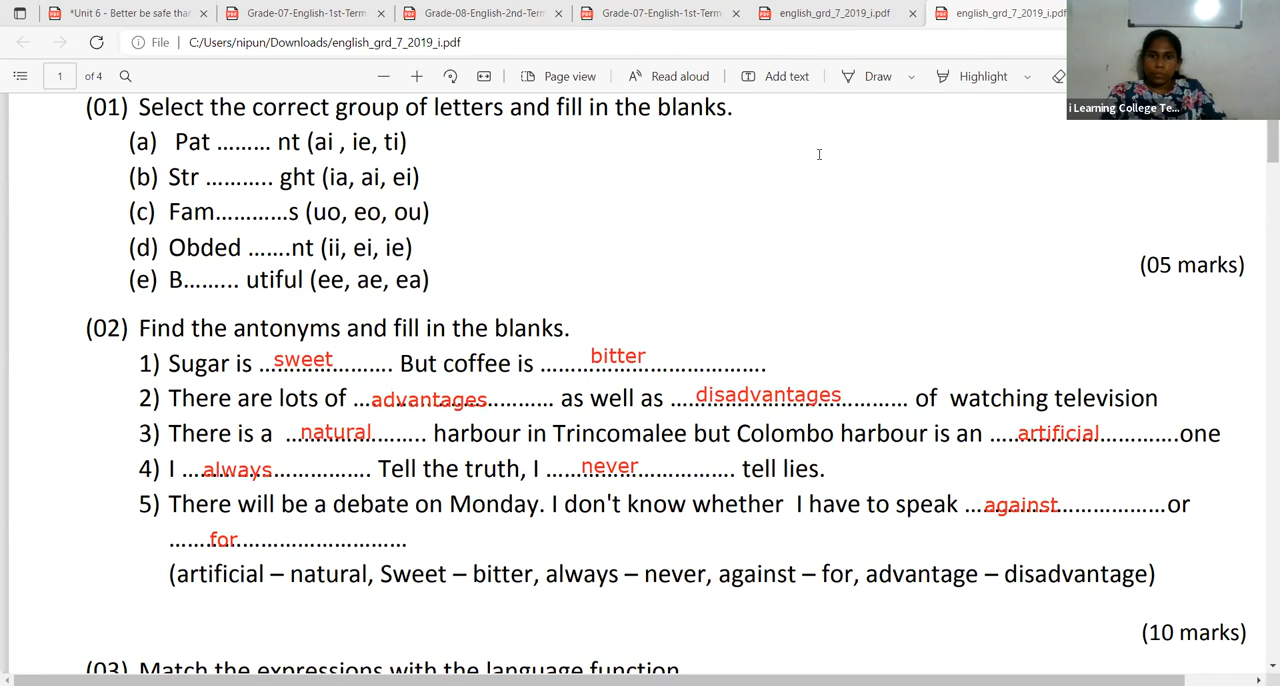 *Unit 6 - Better be safe than
Grade-07-English-1st-Term
Grade-08-English-2nd-Term
Grade-07-English-1st-Term
english_grd_7_2019_i.pdf
english_grd_7_2019_i.pdf
File C:/Users/nipun/Downloads/english_grd_7_2019_i.pdf
i Learning College Te...
1 of 4 Page view Read aloud Add text Draw Highlight
(01) Select the correct group of letters and fill in the blanks.
(a) Pat ……… nt (ai , ie, ti)
(b) Str ……….. ght (ia, ai, ei)
(c) Fam…………s (uo, eo, ou)
(d) Obded …….nt (ii, ei, ie)
(05 marks)
(e) B…….. utiful (ee, ae, ea)
(02) Find the antonyms and fill in the blanks.
1) Sugar is …sweet…. But coffee is …bitter….
2) There are lots of …advantages… as well as …disadvantages… of watching television
3) There is a …natural….. harbour in Trincomalee but Colombo harbour is an …artificial….one
4) I …always…. Tell the truth, I …never…. tell lies.
5) There will be a debate on Monday. I don't know whether I have to speak …against…or
…for…
(artificial – natural, Sweet – bitter, always – never, against – for, advantage – disadvantage)
(10 marks)
(03) Match the expressions with the language function.